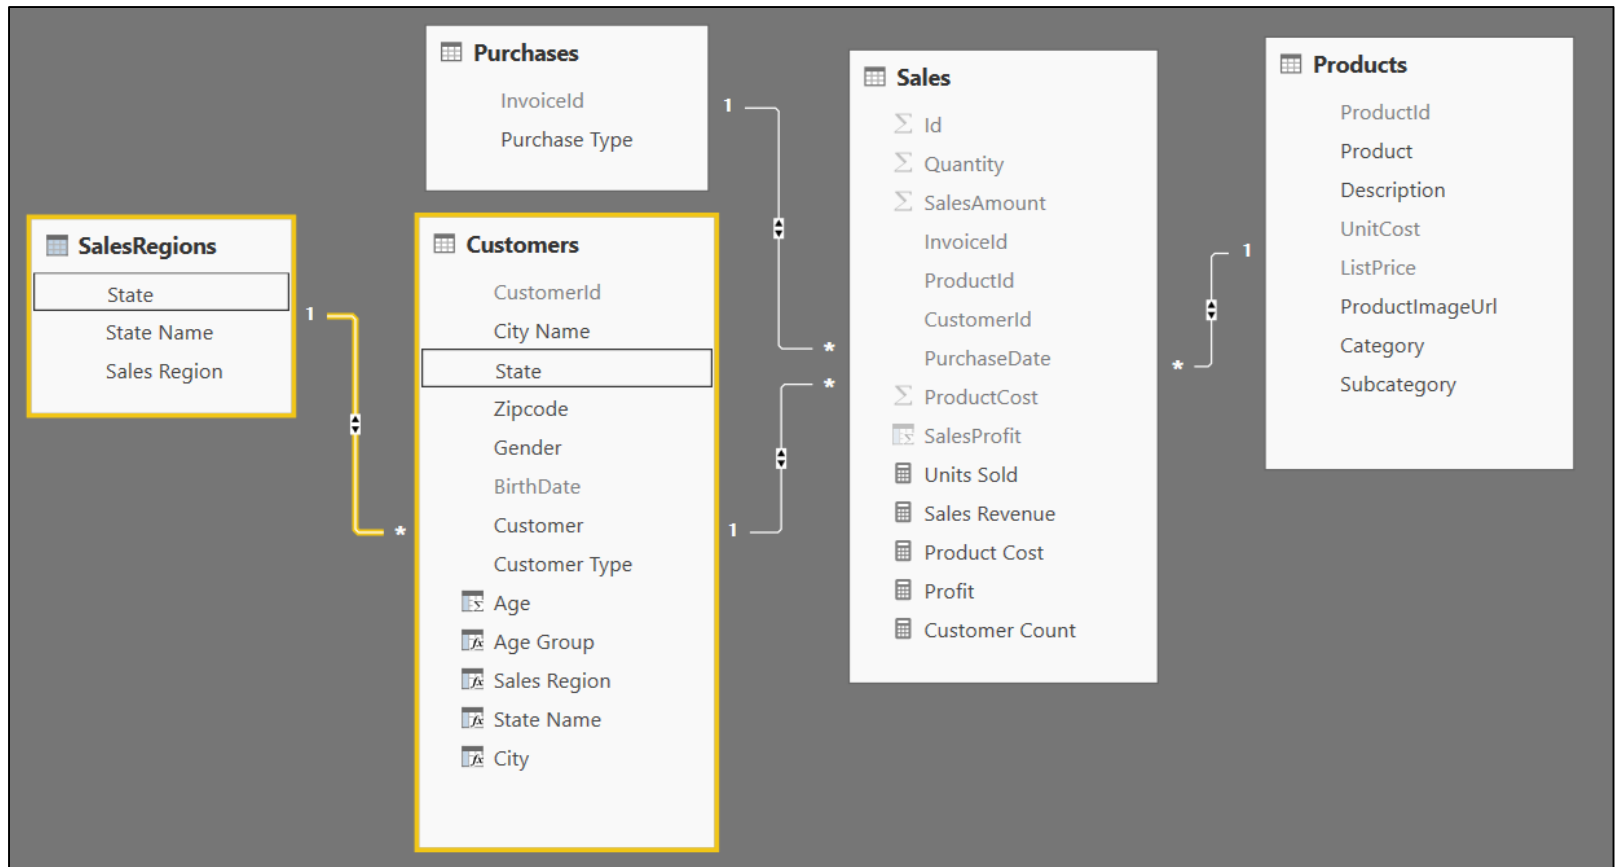 Purchases
InvoiceId
Purchase Type
SalesRegions
State
State Name
Sales Region
Customers
CustomerId
City Name
State
Zipcode
Gender
BirthDate
Customer
Customer Type
Age
Age Group
Sales Region
State Name
City
Sales
Id
Quantity
SalesAmount
InvoiceId
ProductId
CustomerId
PurchaseDate
ProductCost
SalesProfit
Units Sold
Sales Revenue
Product Cost
Profit
Customer Count
Products
ProductId
Product
Description
UnitCost
ListPrice
ProductImageUrl
Category
Subcategory
1
*
1
*
1
*
1
*